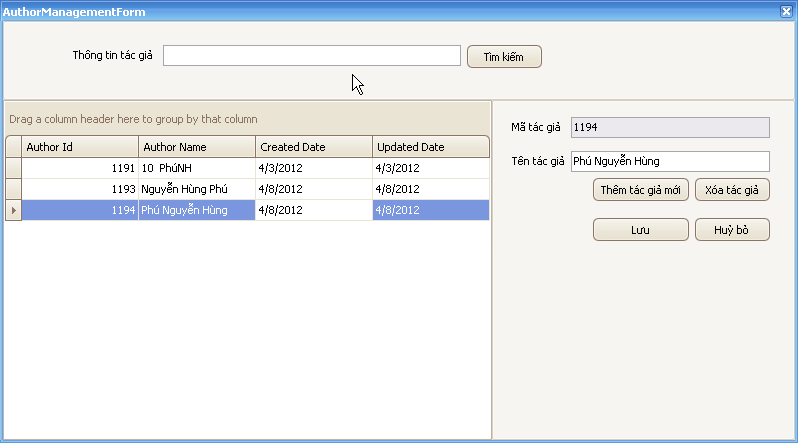 AuthorManagementForm
Thông tin tác giả Tìm kiếm
Drag a column header here to group by that column
Author Id Author Name Created Date Updated Date
1191 10 PhúNH 4/3/2012 4/3/2012
1193 Nguyễn Hùng Phú 4/8/2012 4/8/2012
1194 Phú Nguyễn Hùng 4/8/2012 4/8/2012
Mã tác giả 1194
Tên tác giả Phú Nguyễn Hùng
Thêm tác giả mới Xóa tác giả
Lưu Huỷ bỏ